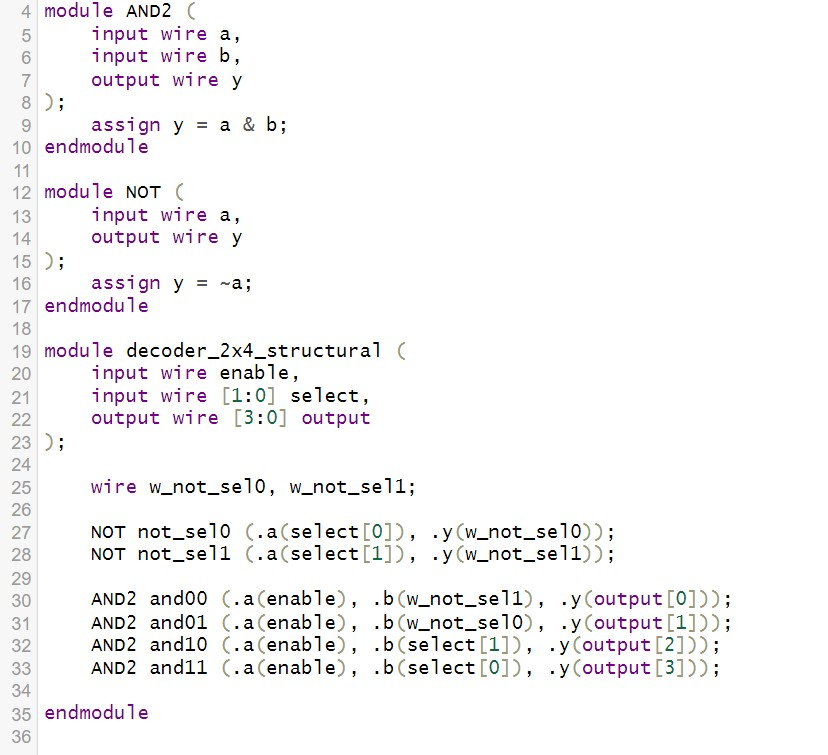 4 module AND2 (
5     input wire a,
6     input wire b,
7     output wire y
8 );
9     assign y = a & b;
10 endmodule
11
12 module NOT (
13     input wire a,
14     output wire y
15 );
16     assign y = ~a;
17 endmodule
18
19 module decoder_2x4_structural (
20     input wire enable,
21     input wire [1:0] select,
22     output wire [3:0] output
23 );
24
25     wire w_not_sel0, w_not_sel1;
26
27     NOT not_sel0 (.a(select[0]), .y(w_not_sel0));
28     NOT not_sel1 (.a(select[1]), .y(w_not_sel1));
29
30     AND2 and00 (.a(enable), .b(w_not_sel1), .y(output[0]));
31     AND2 and01 (.a(enable), .b(w_not_sel0), .y(output[1]));
32     AND2 and10 (.a(enable), .b(select[1]), .y(output[2]));
33     AND2 and11 (.a(enable), .b(select[0]), .y(output[3]));
34
35 endmodule
36